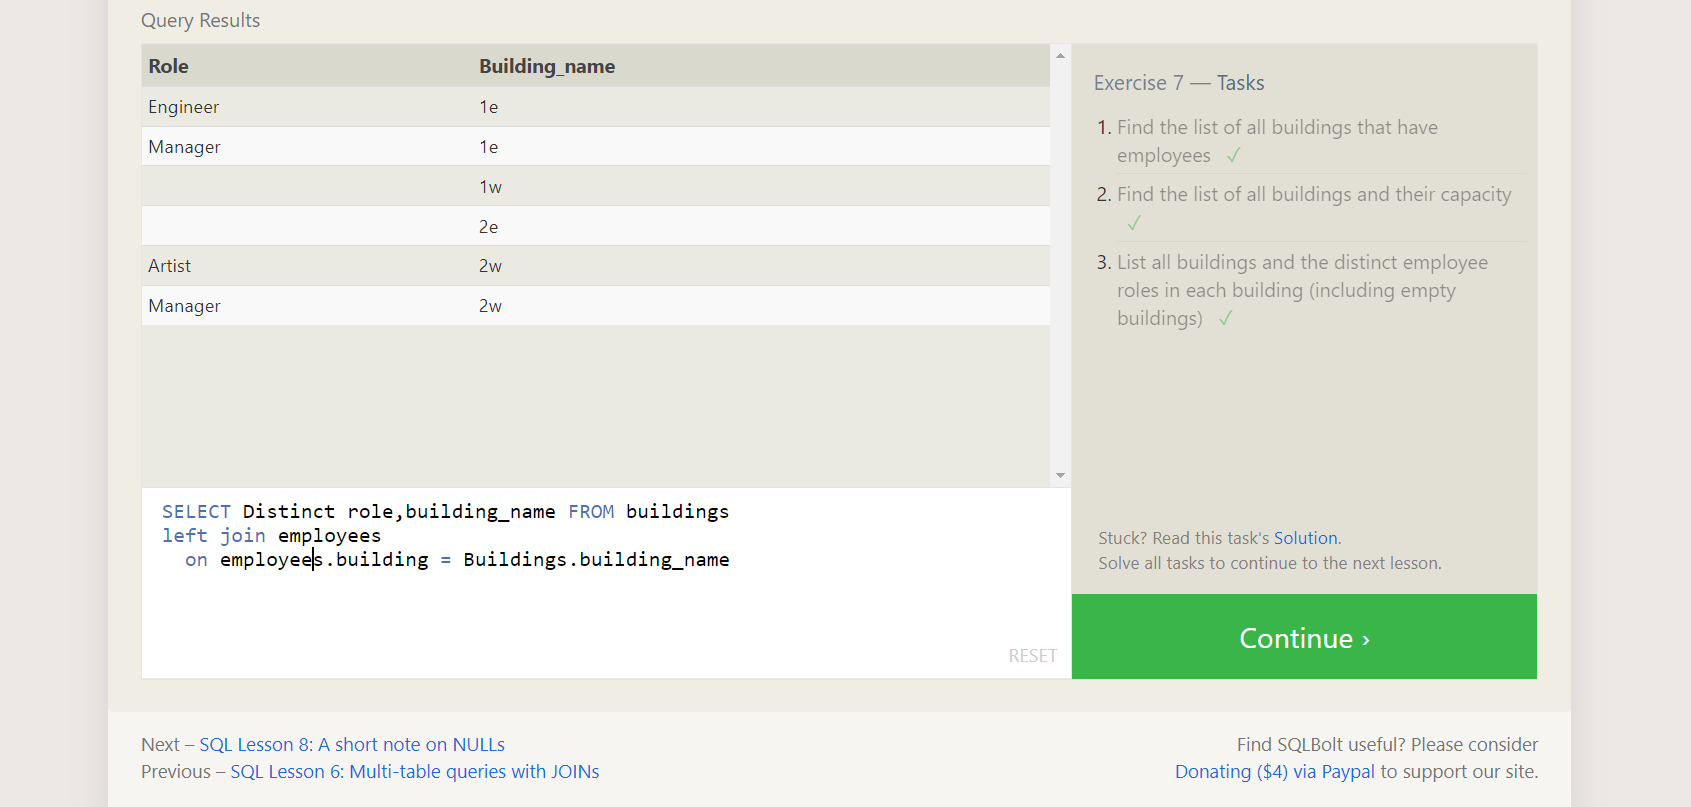 Query Results
Role Building_name
Engineer 1e
Manager 1e
1w
2e
Artist 2w
Manager 2w
SELECT Distinct role,building_name FROM buildings
left join employees
on employees.building = Buildings.building_name
RESET
Exercise 7 — Tasks
1. Find the list of all buildings that have
employees ✓
2. Find the list of all buildings and their capacity
✓
3. List all buildings and the distinct employee
roles in each building (including empty
buildings) ✓
Stuck? Read this task's Solution.
Solve all tasks to continue to the next lesson.
Continue ›
Next – SQL Lesson 8: A short note on NULLs
Previous – SQL Lesson 6: Multi-table queries with JOINs
Find SQLBolt useful? Please consider
Donating ($4) via Paypal to support our site.